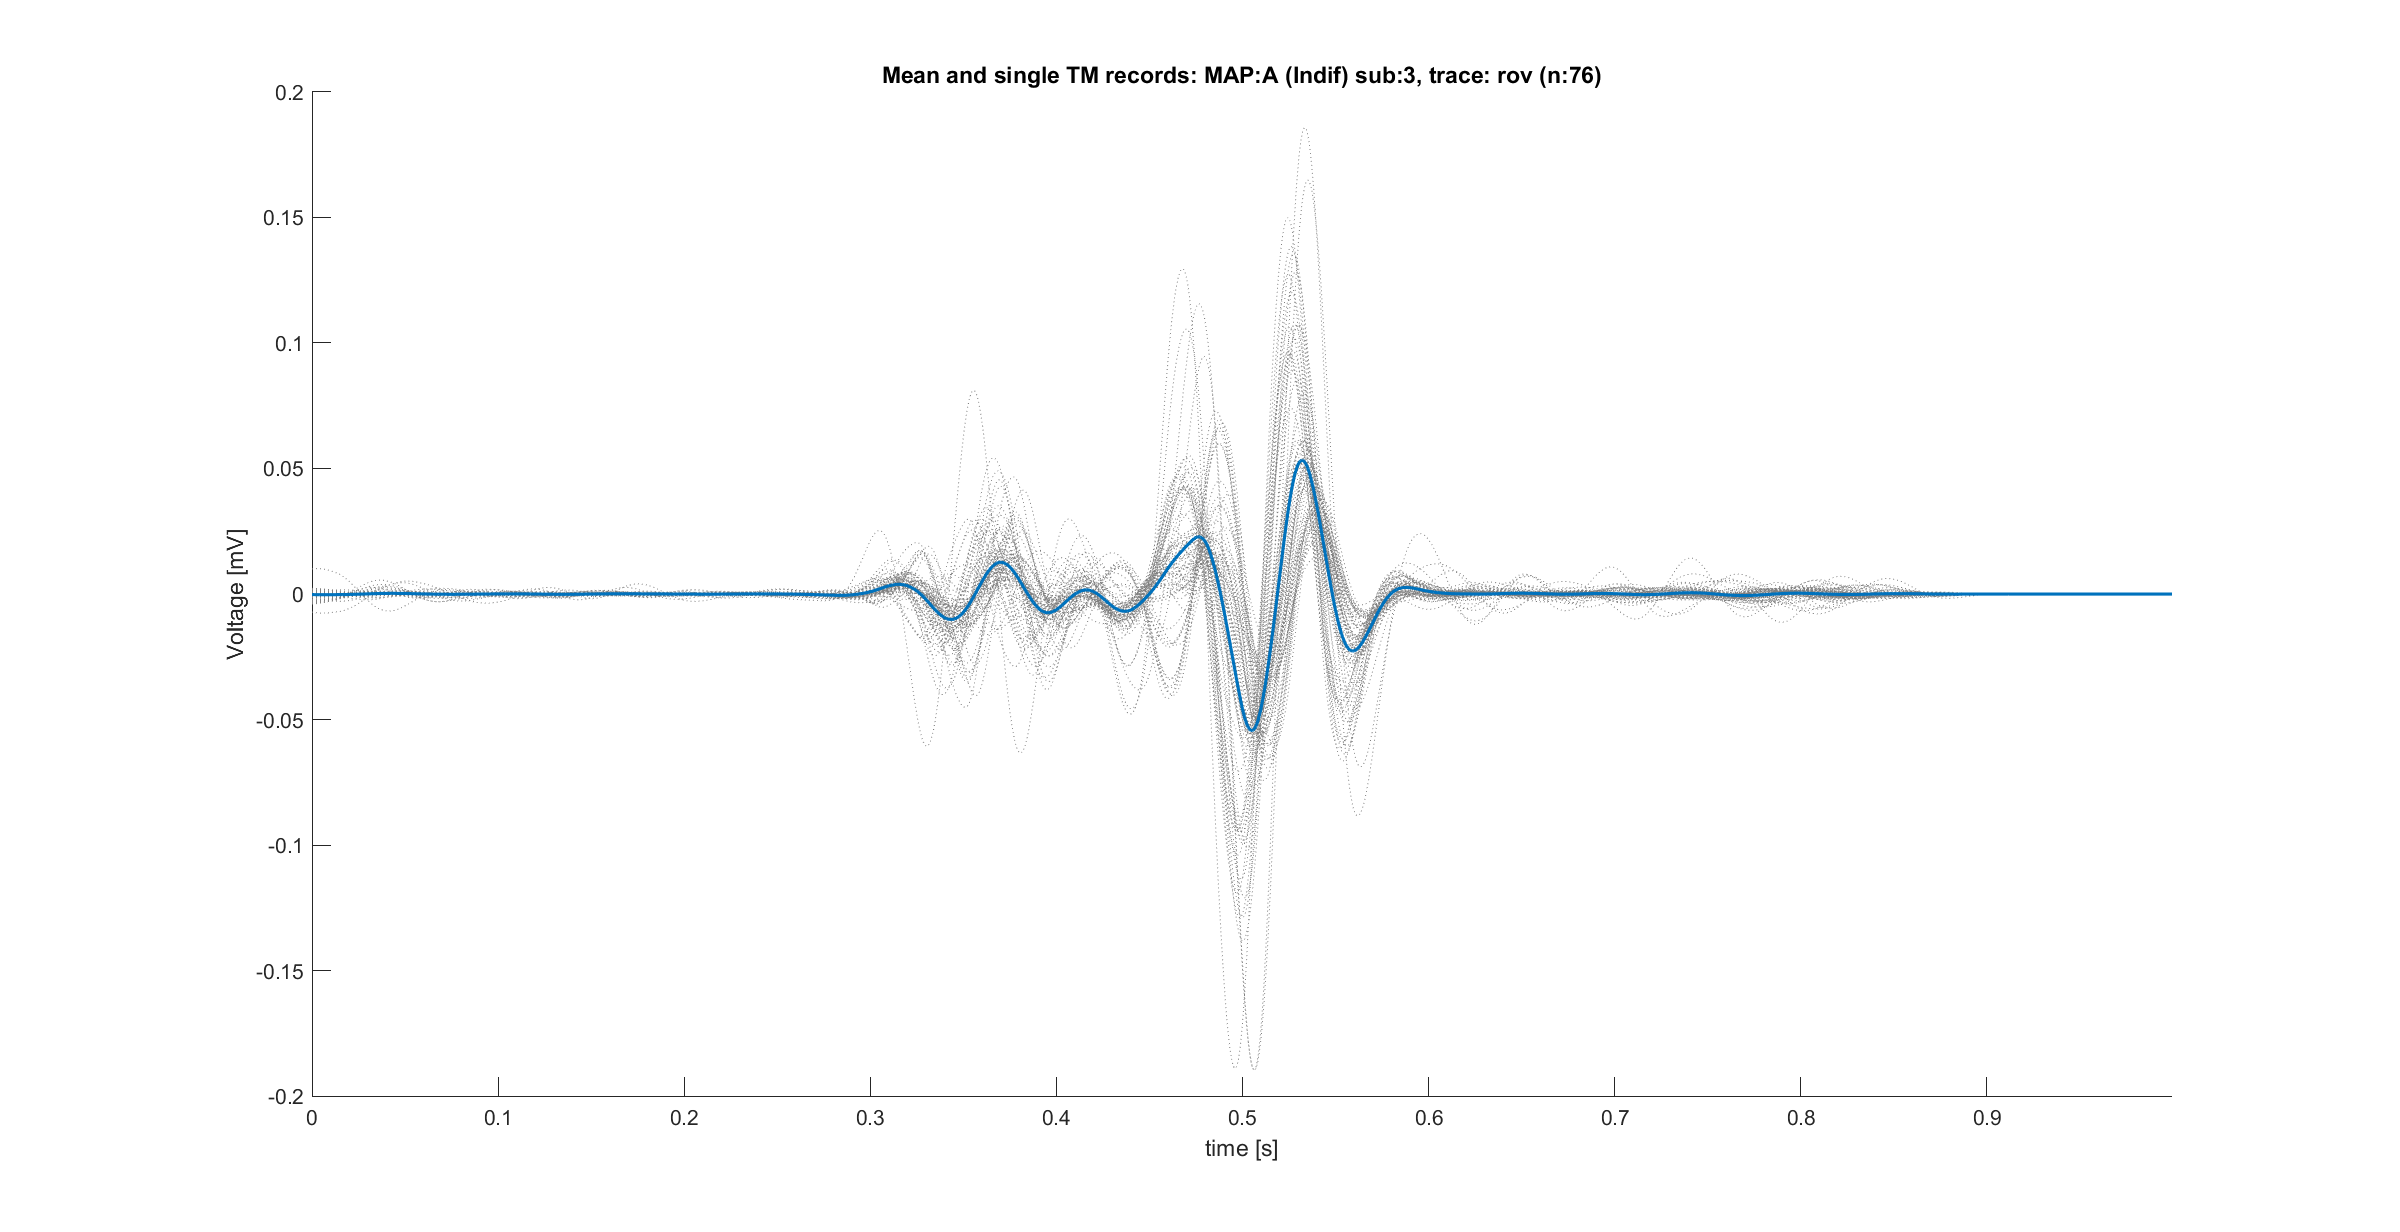 Mean and single TM records: MAP:A (Indif) sub:3, trace: rov (n:76)
0.2
0.15
0.1
0.05
0
-0.05
-0.1
-0.15
-0.2
Voltage [mV]
0 0.1 0.2 0.3 0.4 0.5 0.6 0.7 0.8 0.9
time [s]